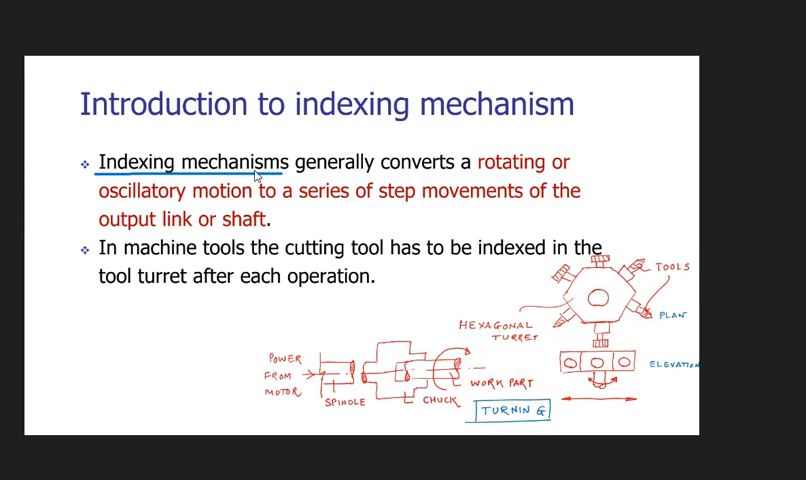 Introduction to indexing mechanism
Indexing mechanisms generally converts a rotating or
oscillatory motion to a series of step movements of the
output link or shaft.
In machine tools the cutting tool has to be indexed in the
tool turret after each operation.
TOOLS
PLAN
HEXAGONAL
TURRET
ELEVATION
POWER
FROM
MOTOR
SPINDLE
CHUCK
WORK PART
TURNING